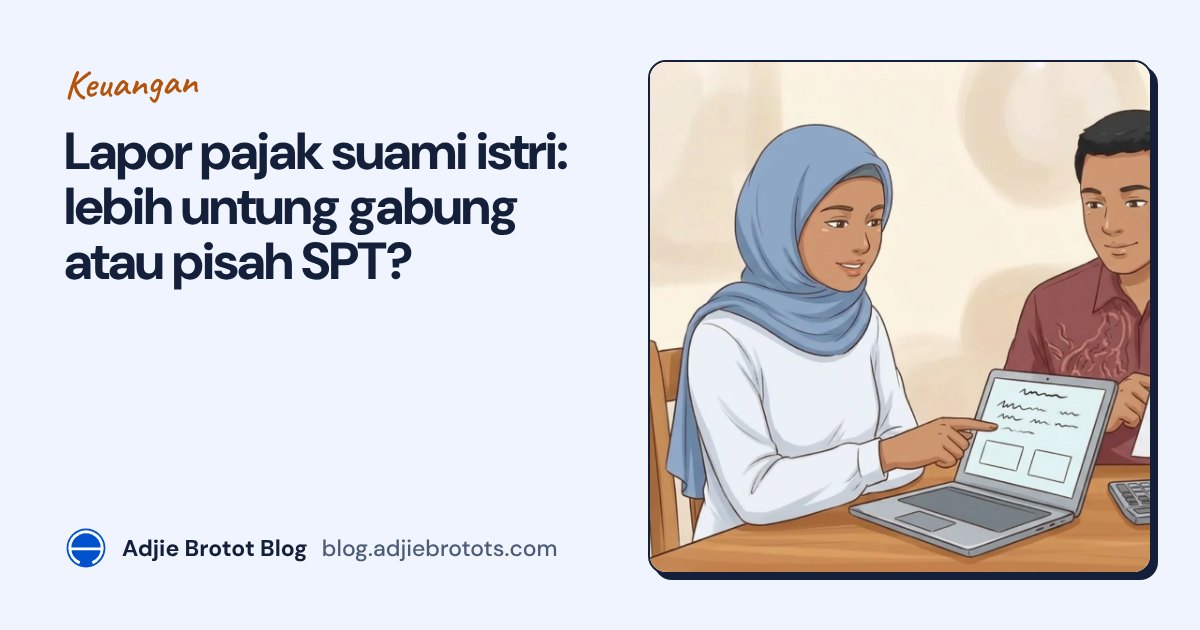 Keuangan
Lapor pajak suami istri:
lebih untung gabung
atau pisah SPT?
Adjie Brotot Blog blog.adjiebrotots.com